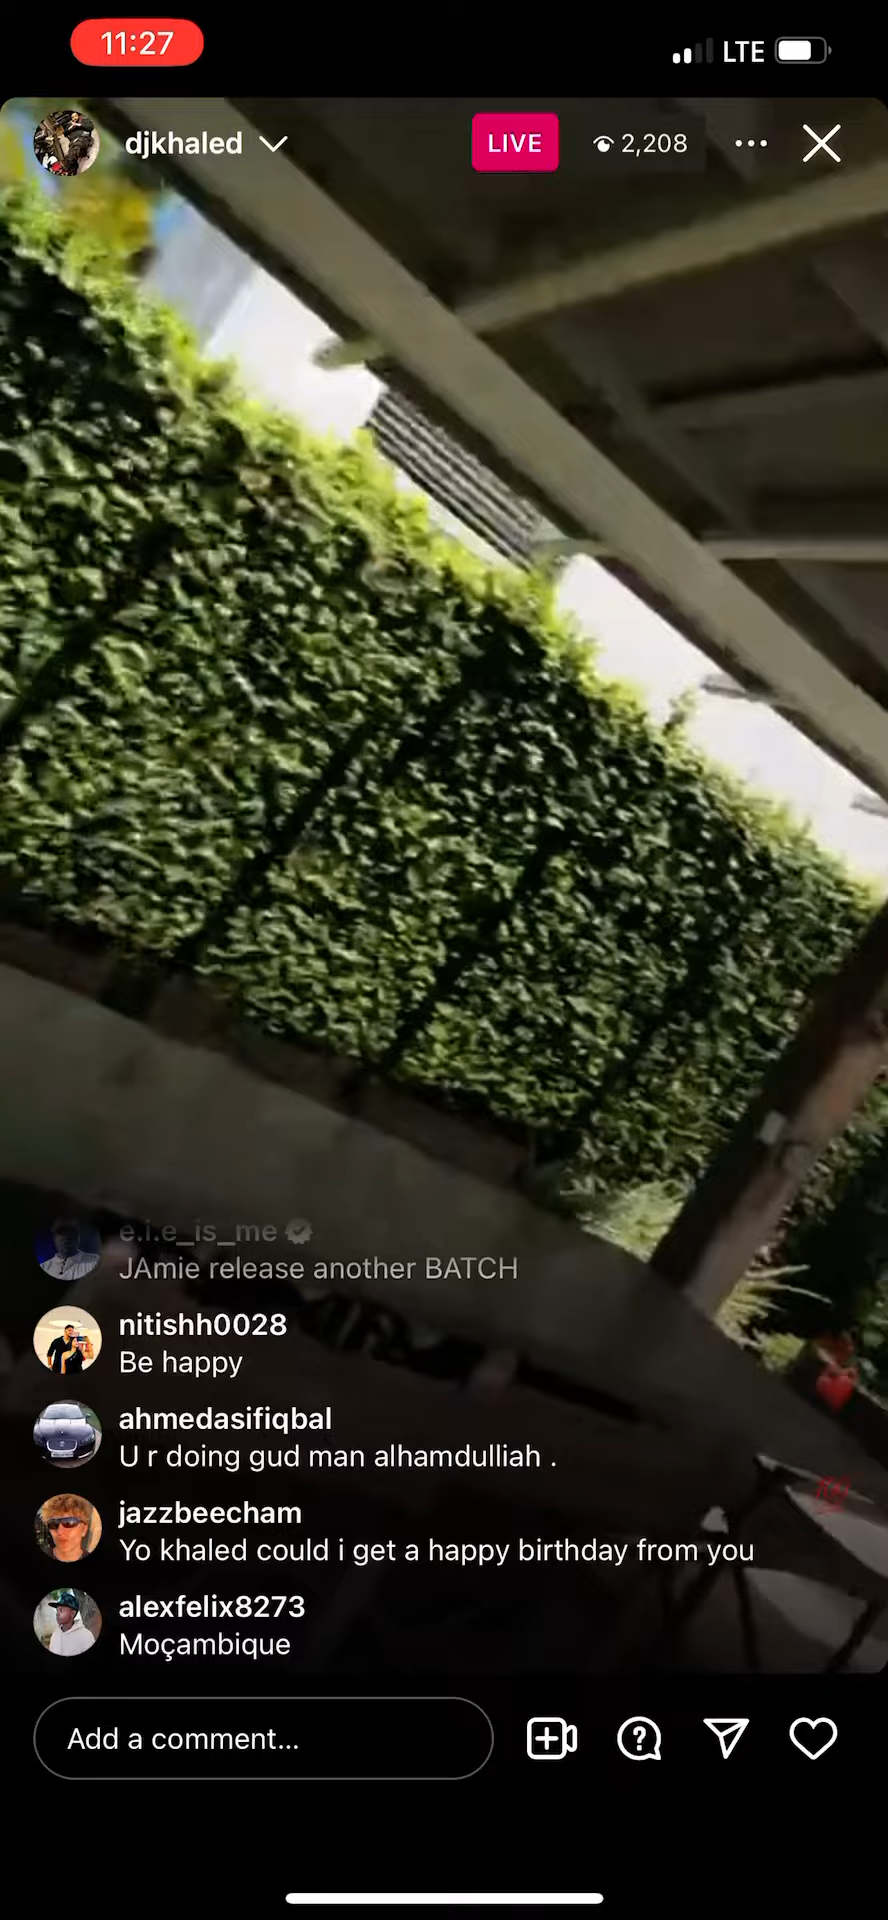 11:27
LTE
djkhaled
LIVE
2,208
e.i.e_is_me
JAmie release another BATCH
nitishh0028
Be happy
ahmedasifiqbal
U r doing gud man alhamdulliah .
jazzbeecham
Yo khaled could i get a happy birthday from you
alexfelix8273
Moçambique
Add a comment...